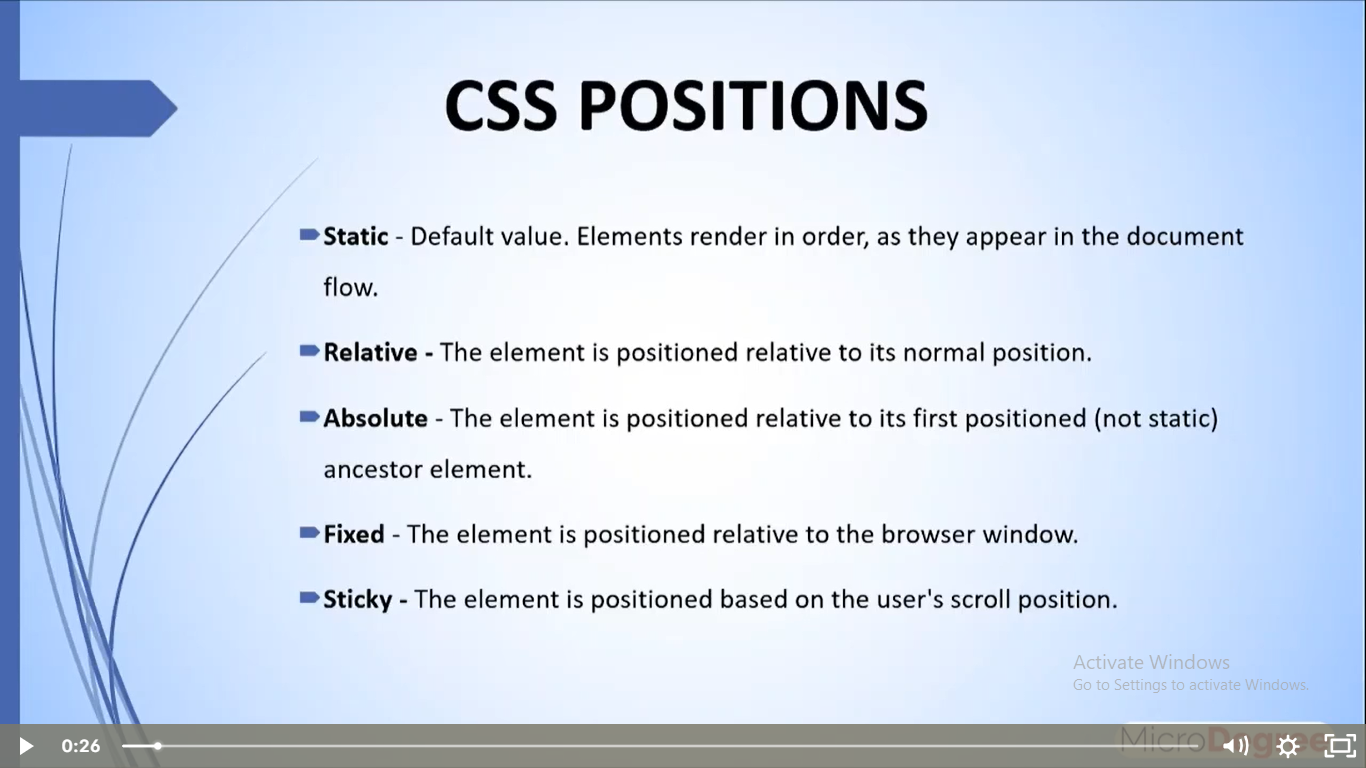 CSS POSITIONS
Static - Default value. Elements render in order, as they appear in the document
flow.
Relative - The element is positioned relative to its normal position.
Absolute - The element is positioned relative to its first positioned (not static)
ancestor element.
Fixed - The element is positioned relative to the browser window.
Sticky - The element is positioned based on the user's scroll position.
Activate Windows
Go to Settings to activate Windows.
0:26
MicroDegree